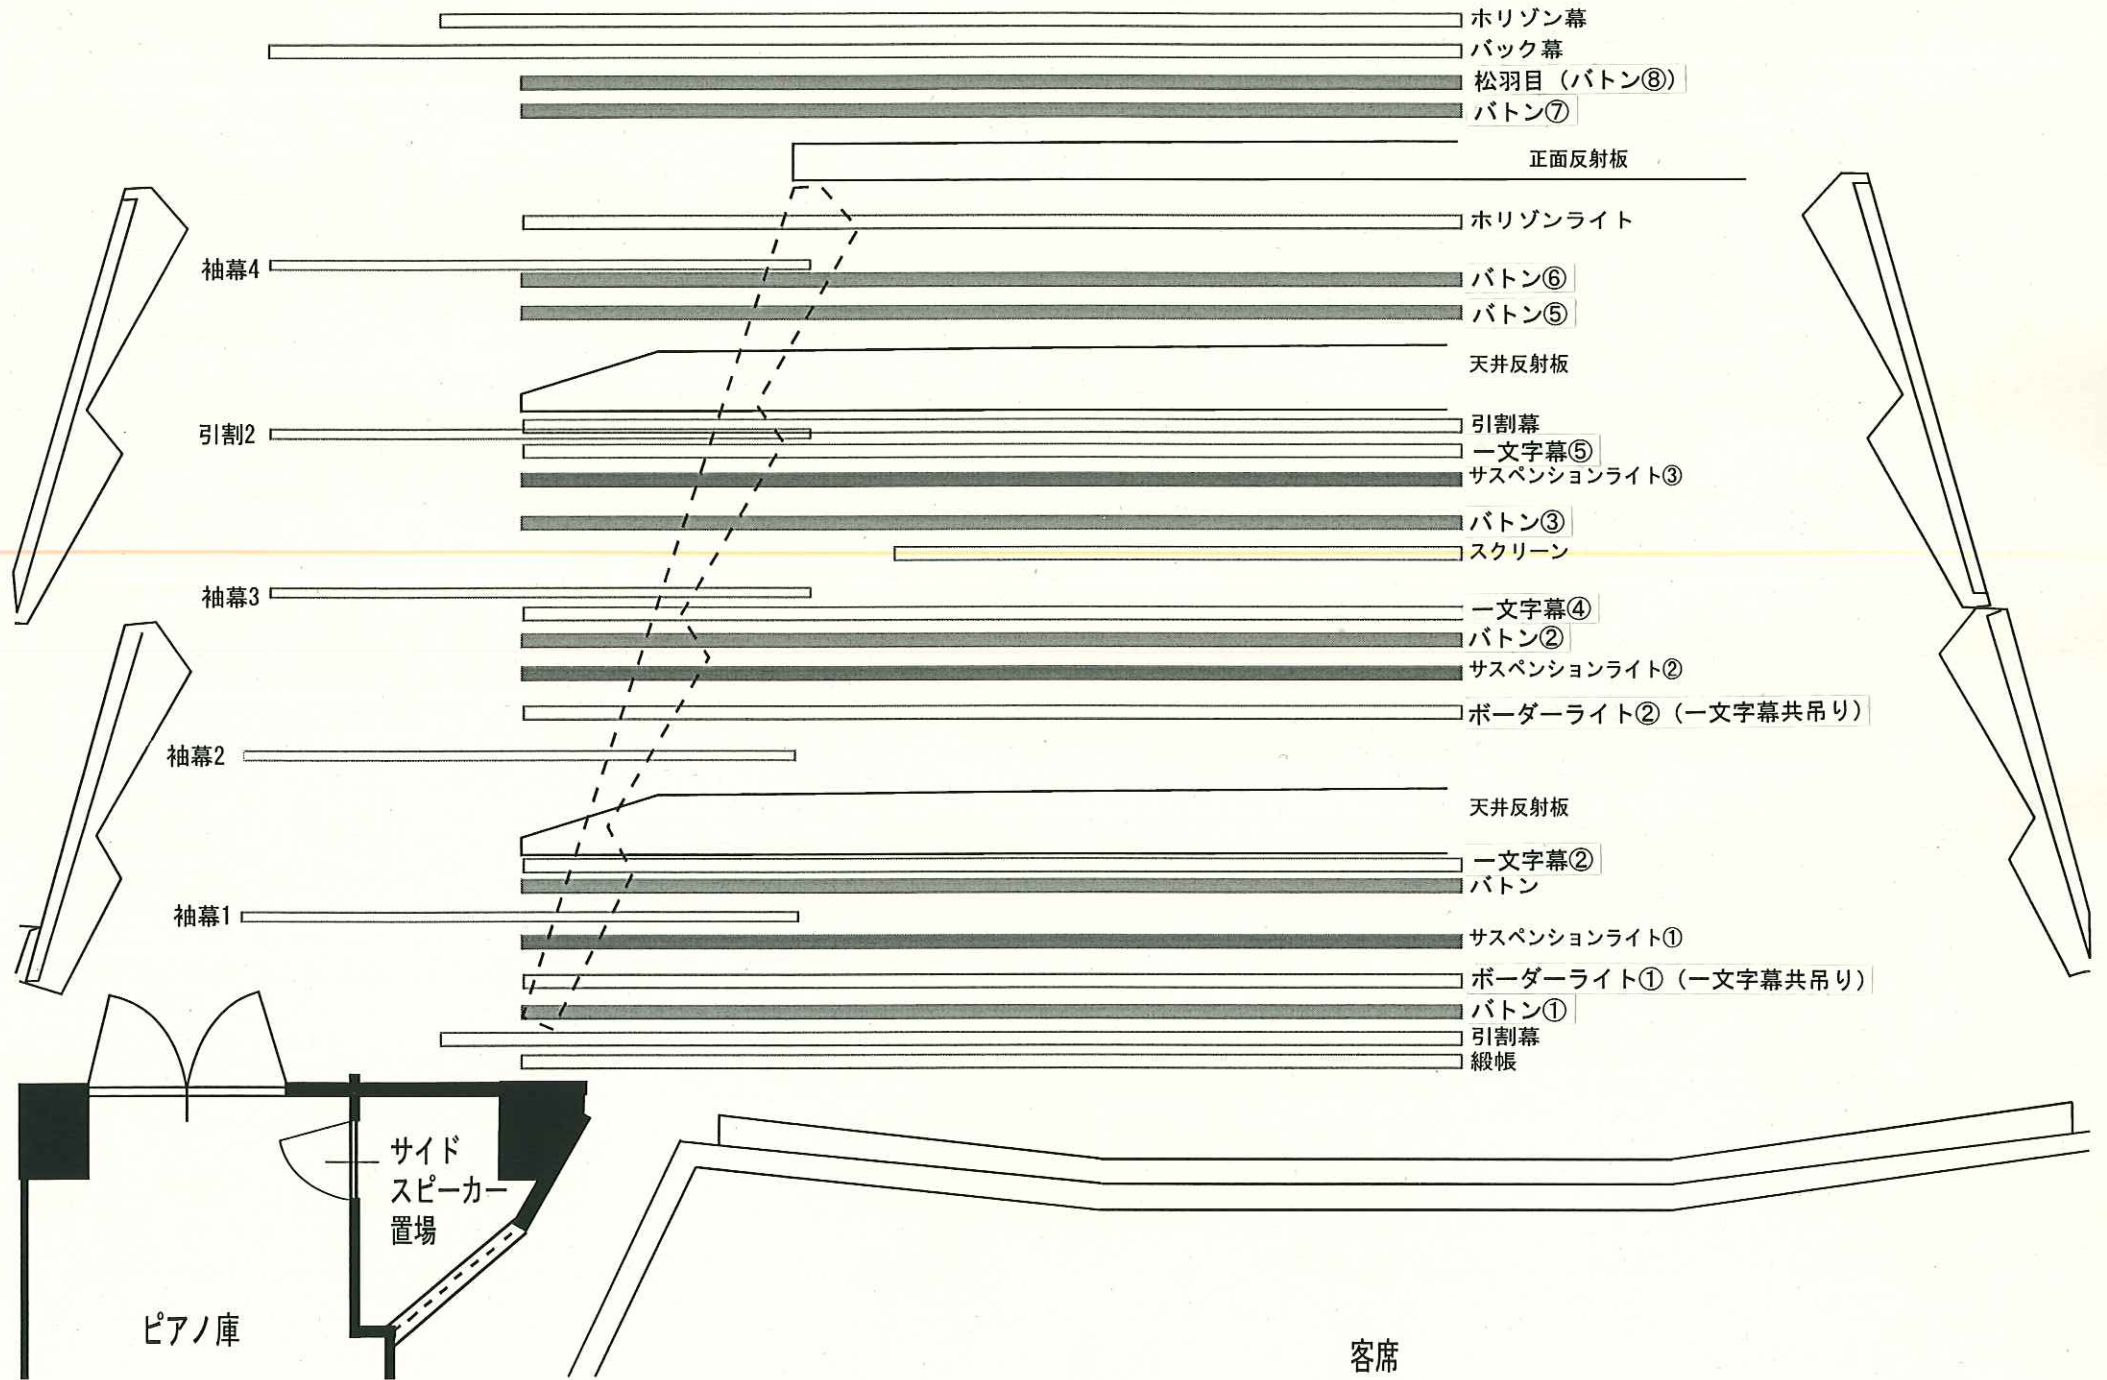 ホリゾン幕
バック幕
松羽目（バトン⑧）
バトン⑦
正面反射板
ホリゾンライト
袖幕4
バトン⑥
バトン⑤
天井反射板
引割幕
引割2
一文字幕⑤
サスペンションライト③
バトン③
スクリーン
袖幕3
一文字幕④
バトン②
サスペンションライト②
ボーダーライト②（一文字幕共吊り）
袖幕2
天井反射板
一文字幕②
バトン
袖幕1
サスペンションライト①
ボーダーライト①（一文字幕共吊り）
バトン①
引割幕
緞帳
サイド
スピーカー
置場
ピアノ庫
客席